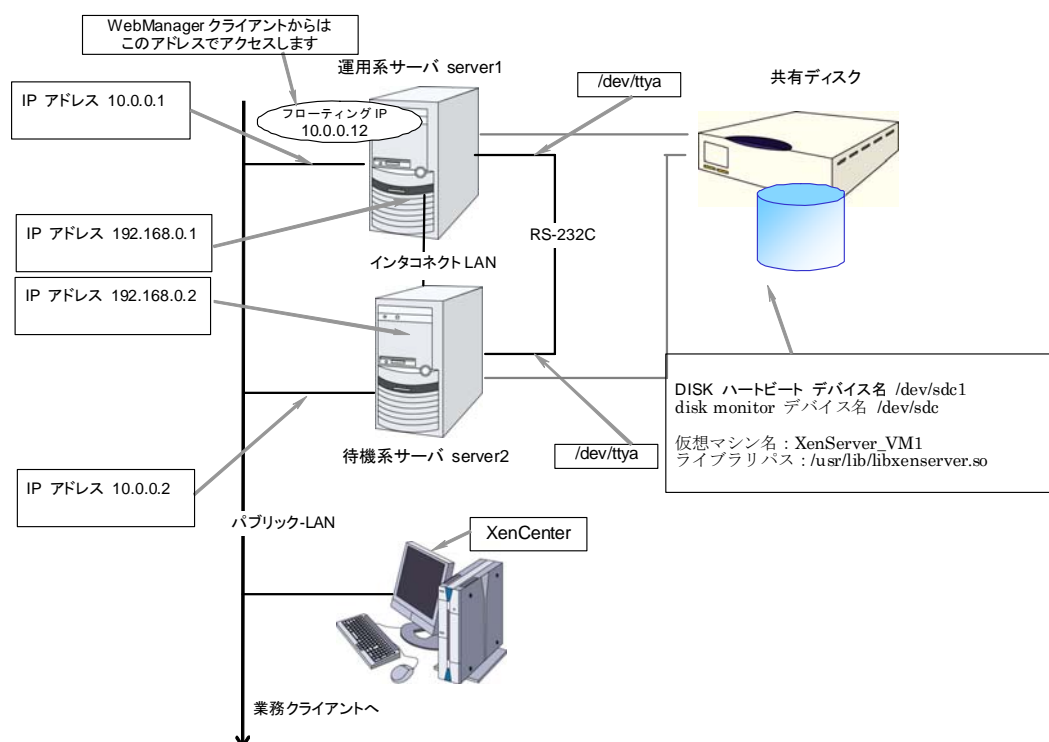 WebManager クライアントからは
このアドレスでアクセスします
運用系サーバ server1
/dev/ttya
共有ディスク
IP アドレス 10.0.0.1
フローティング IP
10.0.0.12
IP アドレス 192.168.0.1
RS-232C
インタコネクト LAN
IP アドレス 192.168.0.2
DISK ハートビート デバイス名 /dev/sdc1
disk monitor デバイス名 /dev/sdc
仮想マシン名 : XenServer_VM1
ライブラリパス : /usr/lib/libxenserver.so
待機系サーバ server2
/dev/ttya
IP アドレス 10.0.0.2
パブリック-LAN
XenCenter
業務クライアントへ